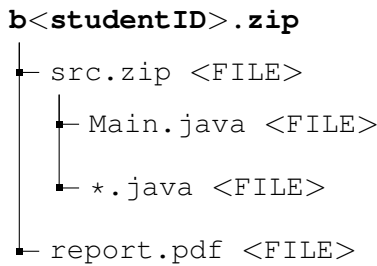 b<studentID>.zip
src.zip <FILE>
Main.java <FILE>
*.java <FILE>
report.pdf <FILE>